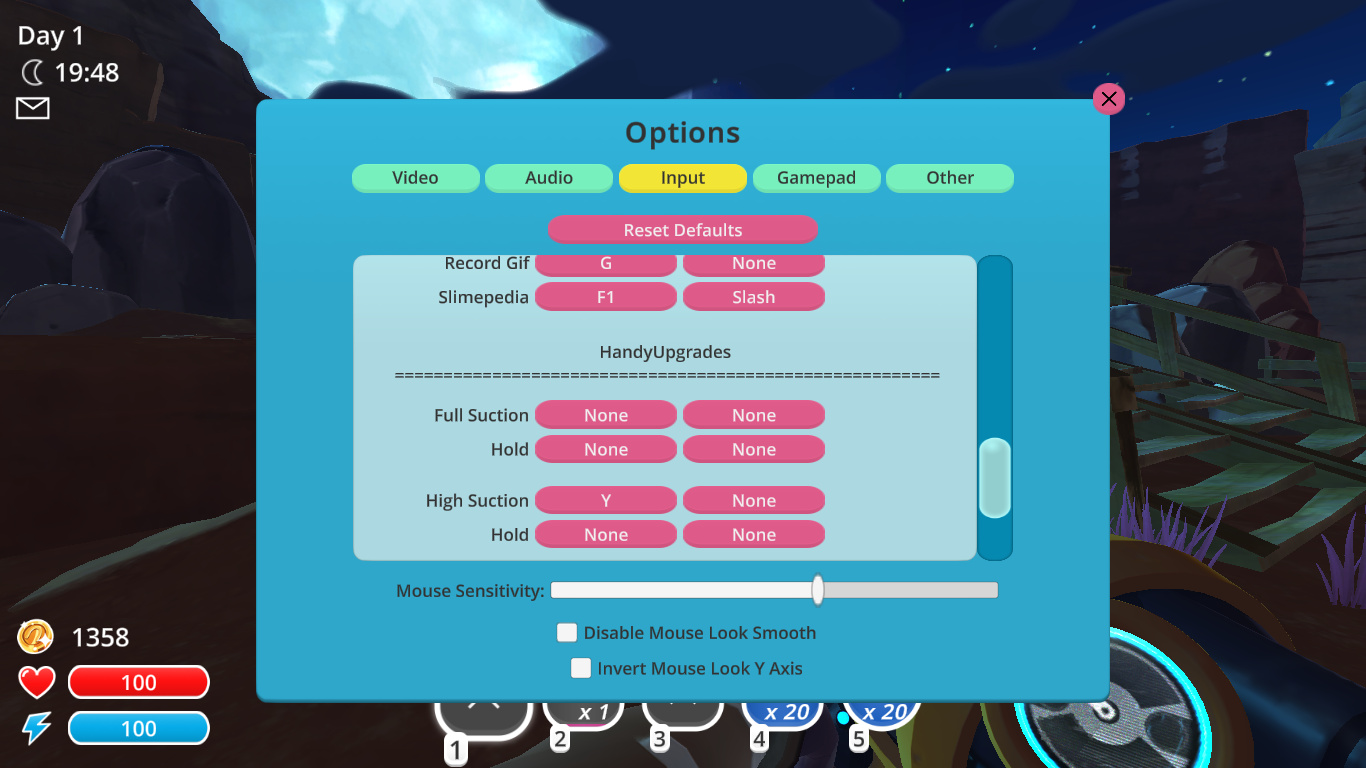 Day 1
19:48
Options
Video Audio Input Gamepad Other
Reset Defaults
Record Gif G None
Slimepedia F1 Slash
HandyUpgrades
========================================================
Full Suction None None
Hold None None
High Suction Y None
Hold None None
Mouse Sensitivity:
Disable Mouse Look Smooth
Invert Mouse Look Y Axis
1358
100
100
x 1 x 20 x 20
1 2 3 4 5